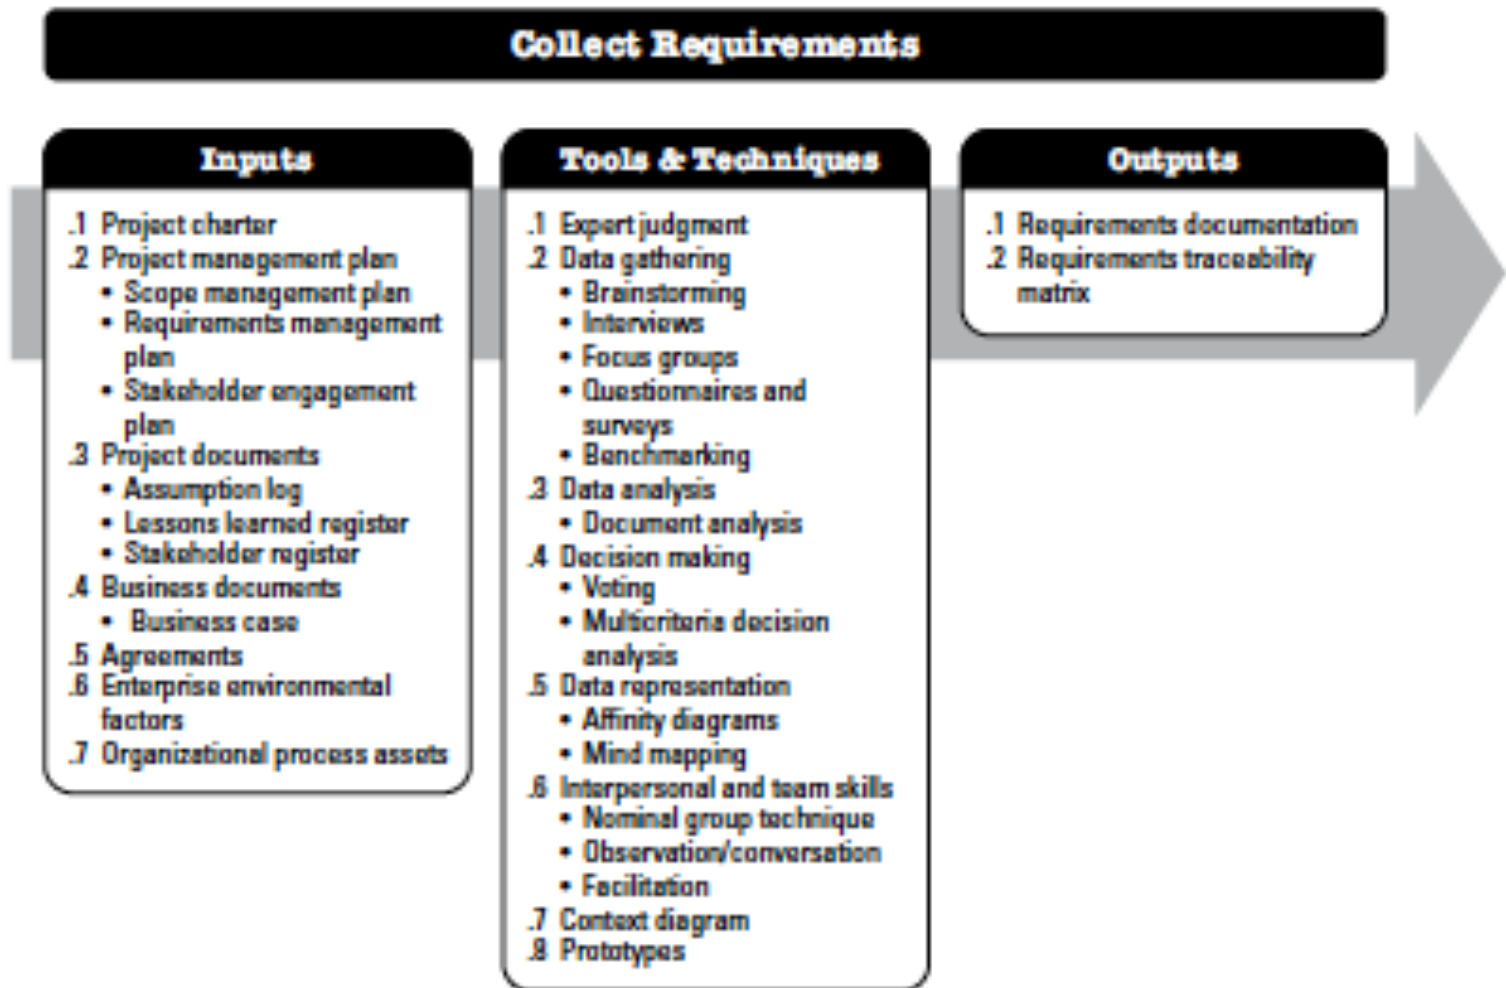 Collect Requirements
Inputs
.1 Project charter
.2 Project management plan
• Scope management plan
• Requirements management
plan
• Stakeholder engagement
plan
.3 Project documents
• Assumption log
• Lessons learned register
• Stakeholder register
.4 Business documents
• Business case
.5 Agreements
.6 Enterprise environmental
factors
.7 Organizational process assets
Tools & Techniques
.1 Expert judgment
.2 Data gathering
• Brainstorming
• Interviews
• Focus groups
• Questionnaires and
surveys
• Benchmarking
.3 Data analysis
• Document analysis
.4 Decision making
• Voting
• Multicriteria decision
analysis
.5 Data representation
• Affinity diagrams
• Mind mapping
.6 Interpersonal and team skills
• Nominal group technique
• Observation/conversation
• Facilitation
.7 Context diagram
.8 Prototypes
Outputs
.1 Requirements documentation
.2 Requirements traceability
matrix